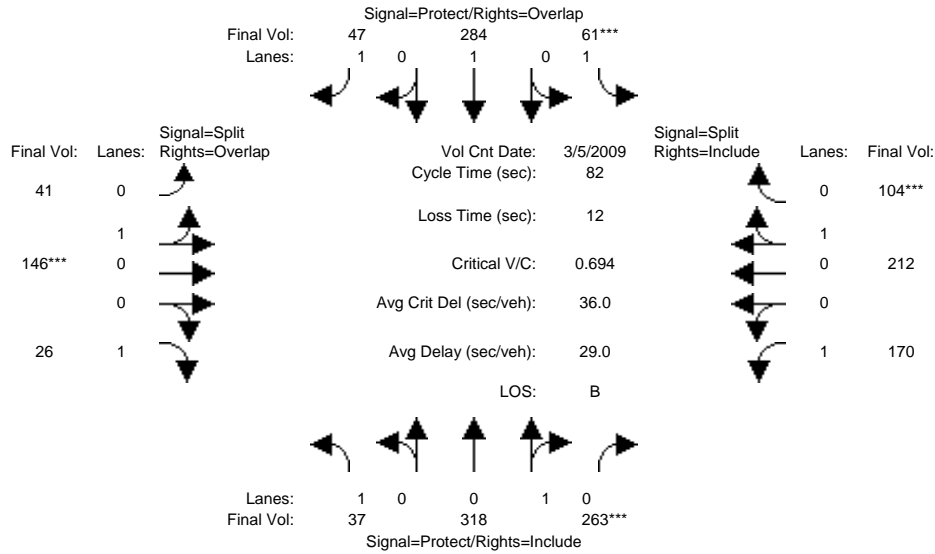 Signal=Protect/Rights=Overlap
Final Vol: 47 284 61***
Lanes: 1 0 1 0 1
Signal=Split
Final Vol: Lanes: Rights=Overlap
Vol Cnt Date: 3/5/2009
Signal=Split
Rights=Include Lanes: Final Vol:
Cycle Time (sec): 82
41 0
0 104***
Loss Time (sec): 12
1
1
146*** 0
Critical V/C: 0.694
0 212
0
Avg Crit Del (sec/veh): 36.0
0
26 1
Avg Delay (sec/veh): 29.0
1 170
LOS: B
Lanes: 1 0 0 1 0
Final Vol: 37 318 263***
Signal=Protect/Rights=Include